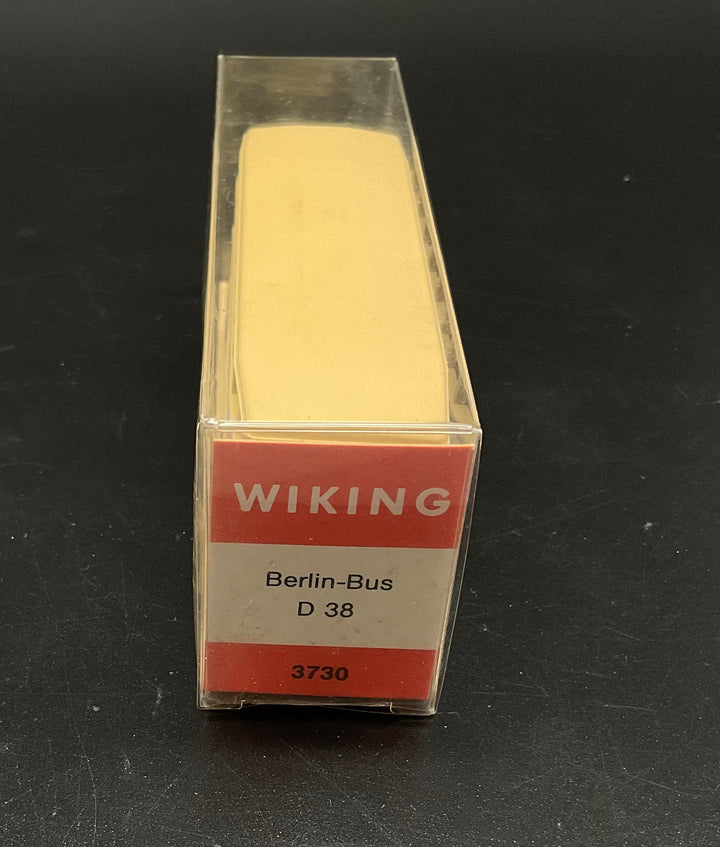 WIKING
Berlin-Bus
D 38
3730